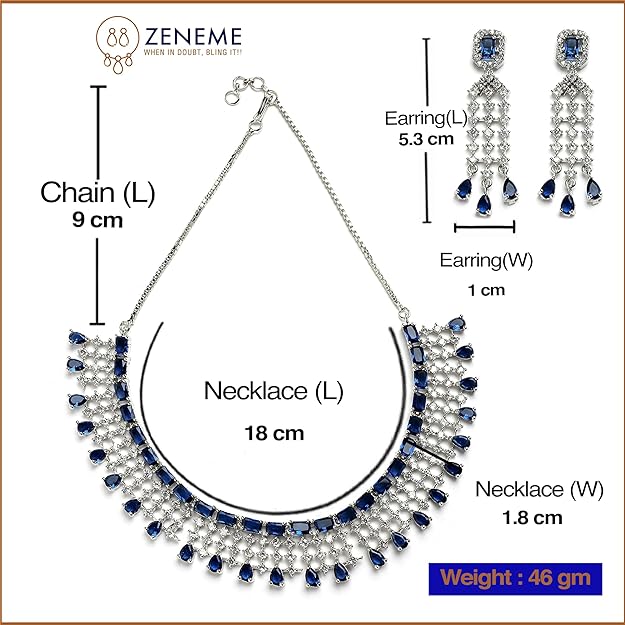 ZENEME
WHEN IN DOUBT, BLING IT!!
Earring(L)
5.3 cm
Chain (L)
9 cm
Earring(W)
1 cm
Necklace (L)
18 cm
Necklace (W)
1.8 cm
Weight : 46 gm